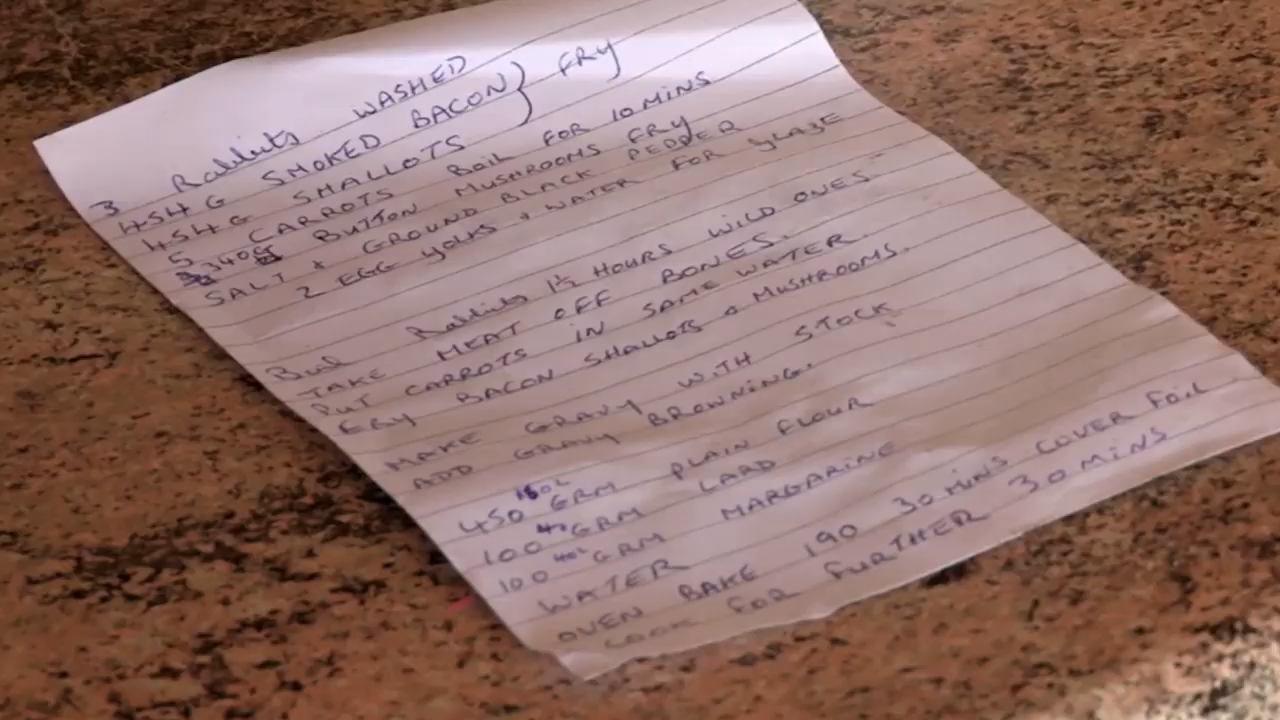 3 Rabbits WASHED
454 G SMOKED BACON } FRY
454 G SHALLOTS
5 CARROTS Boil FOR 10 MINS
340G BUTTON MUSHROOMS FRY
SALT + GROUND BLACK PEPPER
2 EGG YOLKS + WATER FOR GLAZE
Boil Rabbits 1½ HOURS WILD ONES
TAKE MEAT OFF BONES.
PUT CARROTS IN SAME WATER.
FRY BACON SHALLOTS + MUSHROOMS.
MAKE GRAVY WITH STOCK
ADD GRAVY BROWNING.
450 16oz GRM PLAIN FLOUR
100 4oz GRM LARD
100 4oz GRM MARGARINE
WATER
OVEN BAKE 190 30 MINS COVER FOIL
COOK FOR FURTHER 30 MINS